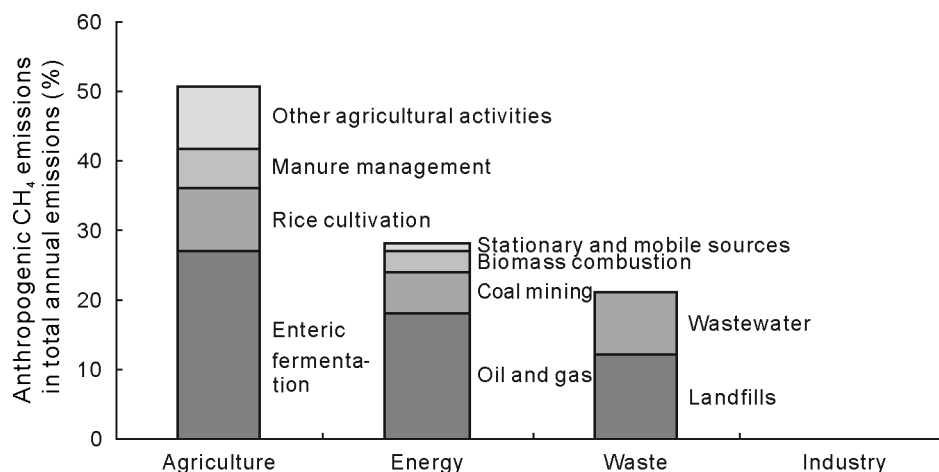 Anthropogenic CH₄ emissions
in total annual emissions (%)
60
50
40
30
20
10
0
Other agricultural activities
Manure management
Rice cultivation
Enteric
fermenta-
tion
Stationary and mobile sources
Biomass combustion
Coal mining
Oil and gas
Wastewater
Landfills
Agriculture
Energy
Waste
Industry